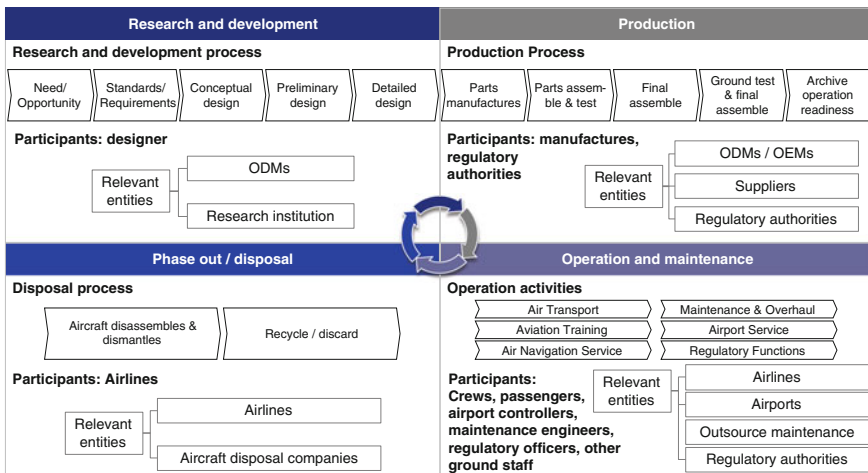 Research and development
Research and development process
Need/
Opportunity
Standards/
Requirements
Conceptual
design
Preliminary
design
Detailed
design
Participants: designer
Relevant
entities
ODMs
Research institution
Production
Production Process
Parts
manufactures
Parts assem-
ble & test
Final
assemble
Ground test
& final
assemble
Archive
operation
readiness
Participants: manufactures,
regulatory
authorities
Relevant
entities
ODMs / OEMs
Suppliers
Regulatory authorities
Phase out / disposal
Disposal process
Aircraft disassembles &
dismantles
Recycle / discard
Participants: Airlines
Relevant
entities
Airlines
Aircraft disposal companies
Operation and maintenance
Operation activities
Air Transport
Maintenance & Overhaul
Aviation Training
Airport Service
Air Navigation Service
Regulatory Functions
Participants:
Crews, passengers,
airport controllers,
maintenance engineers,
regulatory officers, other
ground staff
Relevant
entities
Airlines
Airports
Outsource maintenance
Regulatory authorities